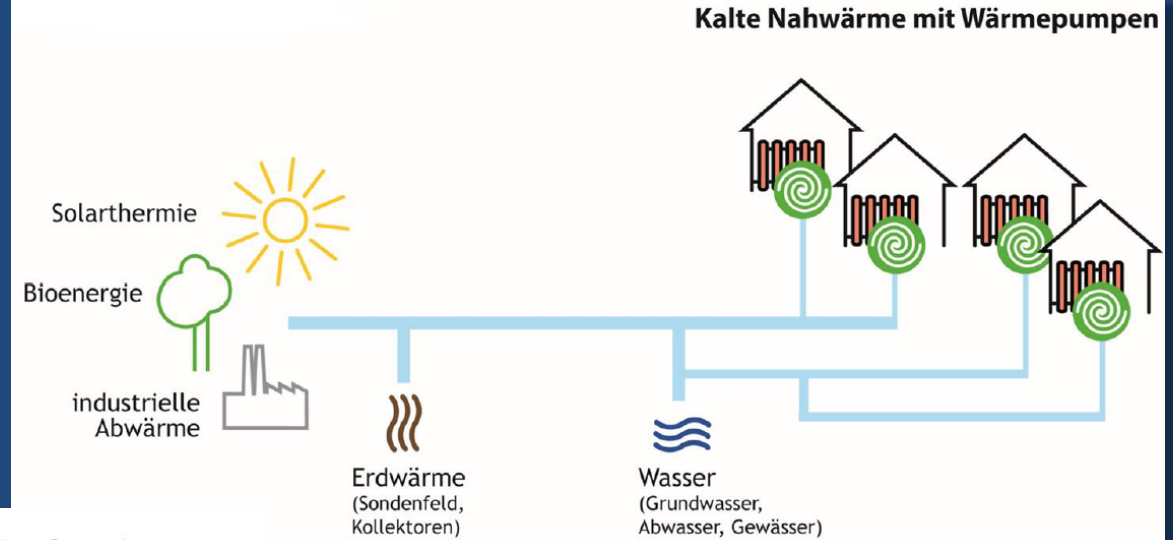 Kalte Nahwärme mit Wärmepumpen
Solarthermie
Bioenergie
industrielle
Abwärme
Erdwärme
(Sondenfeld,
Kollektoren)
Wasser
(Grundwasser,
Abwasser, Gewässer)